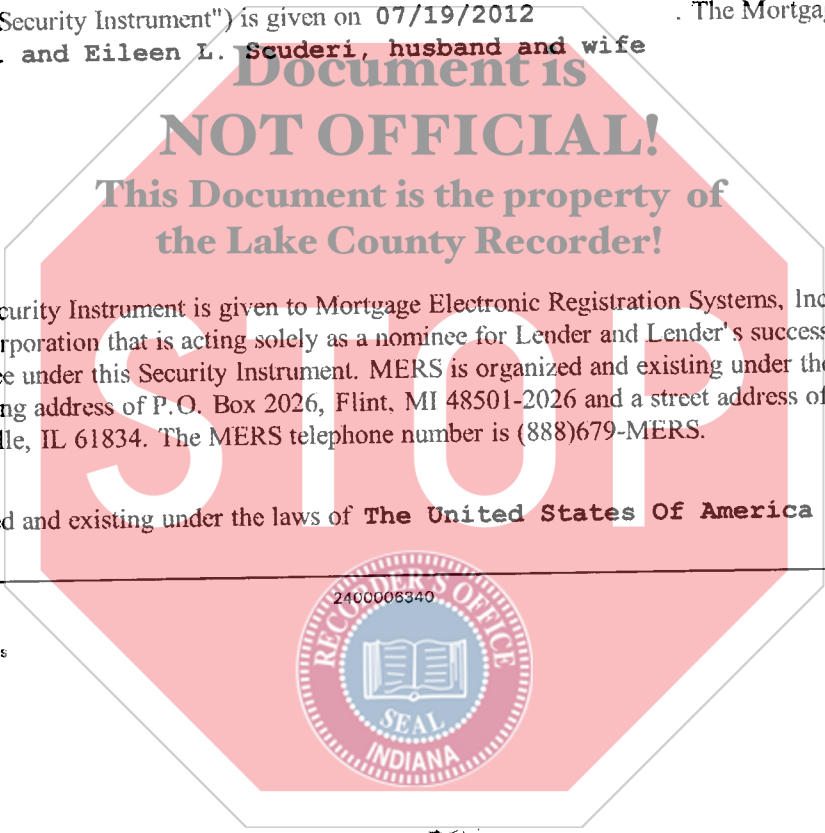 Security Instrument") is given on 07/19/2012 . The Mortga
. and Eileen L. Scuderi, husband and wife
Document is
NOT OFFICIAL!
This Document is the property of
the Lake County Recorder!
curity Instrument is given to Mortgage Electronic Registration Systems, Inc
rporation that is acting solely as a nominee for Lender and Lender's success
e under this Security Instrument. MERS is organized and existing under the
ng address of P.O. Box 2026, Flint, MI 48501-2026 and a street address of
lle, IL 61834. The MERS telephone number is (888)679-MERS.
STOP
d and existing under the laws of The United States Of America
2400006340
RECORDER'S OFFICE
SEAL
INDIANA
s